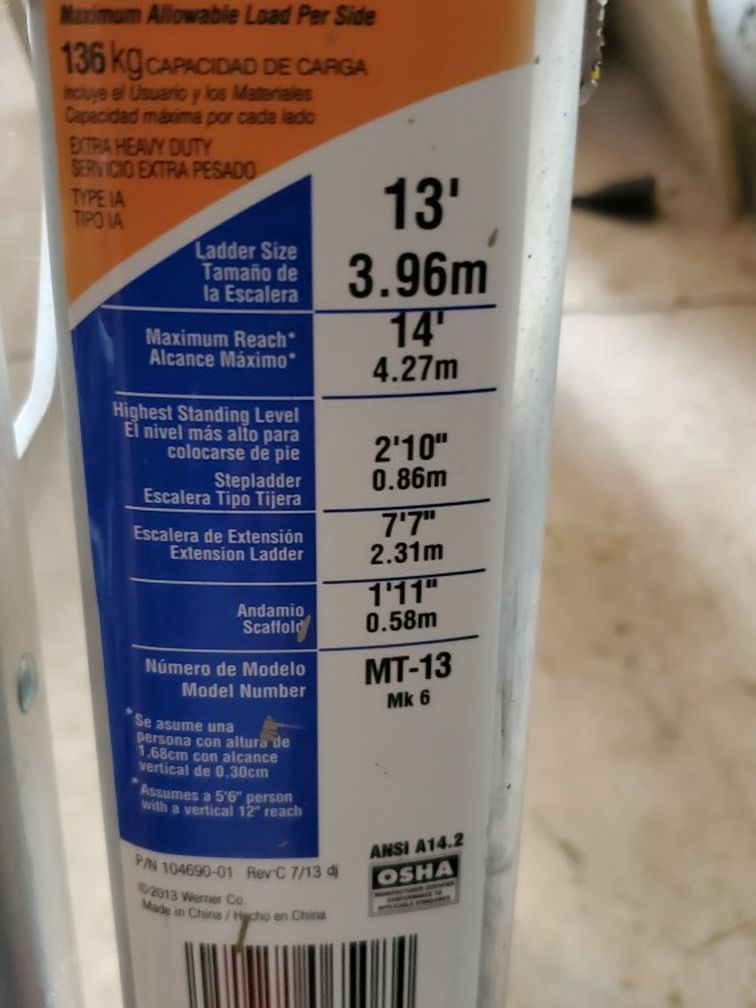 Maximum Allowable Load Per Side
136 kg CAPACIDAD DE CARGA
Incluye el Usuario y los Materiales
Capacidad máxima por cada lado
EXTRA HEAVY DUTY
SERVICIO EXTRA PESADO
TYPE IA
TIPO IA
Ladder Size
Tamaño de
la Escalera
13'
3.96m
Maximum Reach*
Alcance Máximo*
14'
4.27m
Highest Standing Level
El nivel más alto para
colocarse de pie
Stepladder
Escalera Tipo Tijera
2'10"
0.86m
Escalera de Extensión
Extension Ladder
7'7"
2.31m
Andamio
Scaffold
1'11"
0.58m
Número de Modelo
Model Number
MT-13
Mk 6
*Se asume una
persona con altura de
1.68cm con alcance
vertical de 0.30cm
*Assumes a 5'6" person
with a vertical 12" reach
P/N 104690-01 Rev C 7/13 dj
©2013 Werner Co.
Made in China / Hecho en China
ANSI A14.2
OSHA
MANUFACTURER CERTIFIES
CONFORMANCE TO
APPLICABLE STANDARDS